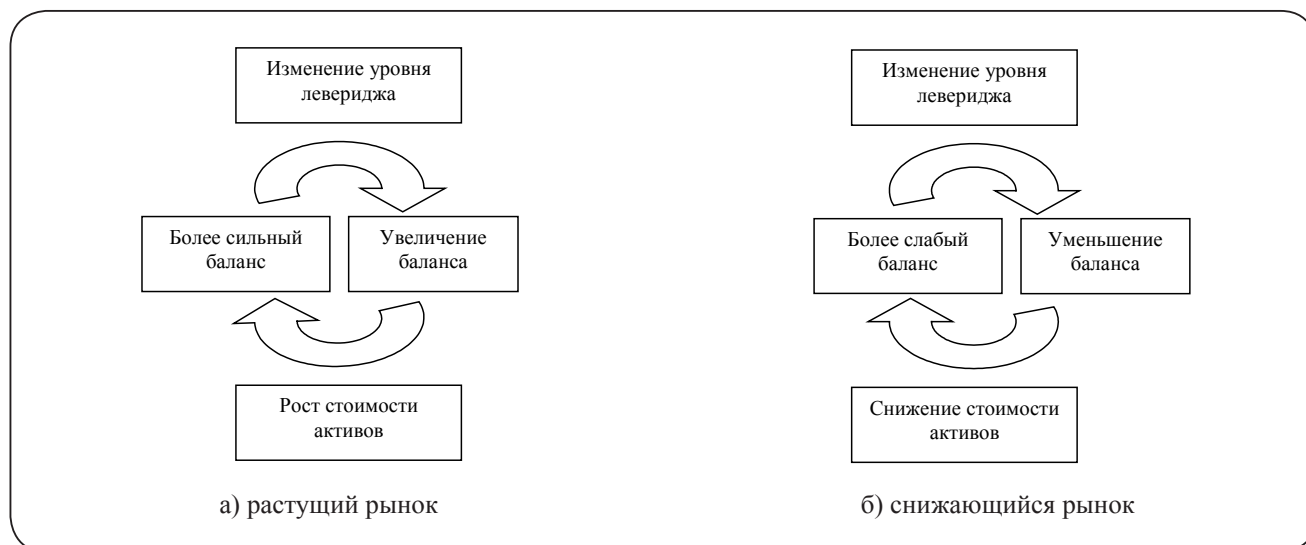 Изменение уровня
левериджа
Более сильный
баланс
Увеличение
баланса
Рост стоимости
активов
а) растущий рынок
Изменение уровня
левериджа
Более слабый
баланс
Уменьшение
баланса
Снижение стоимости
активов
б) снижающийся рынок